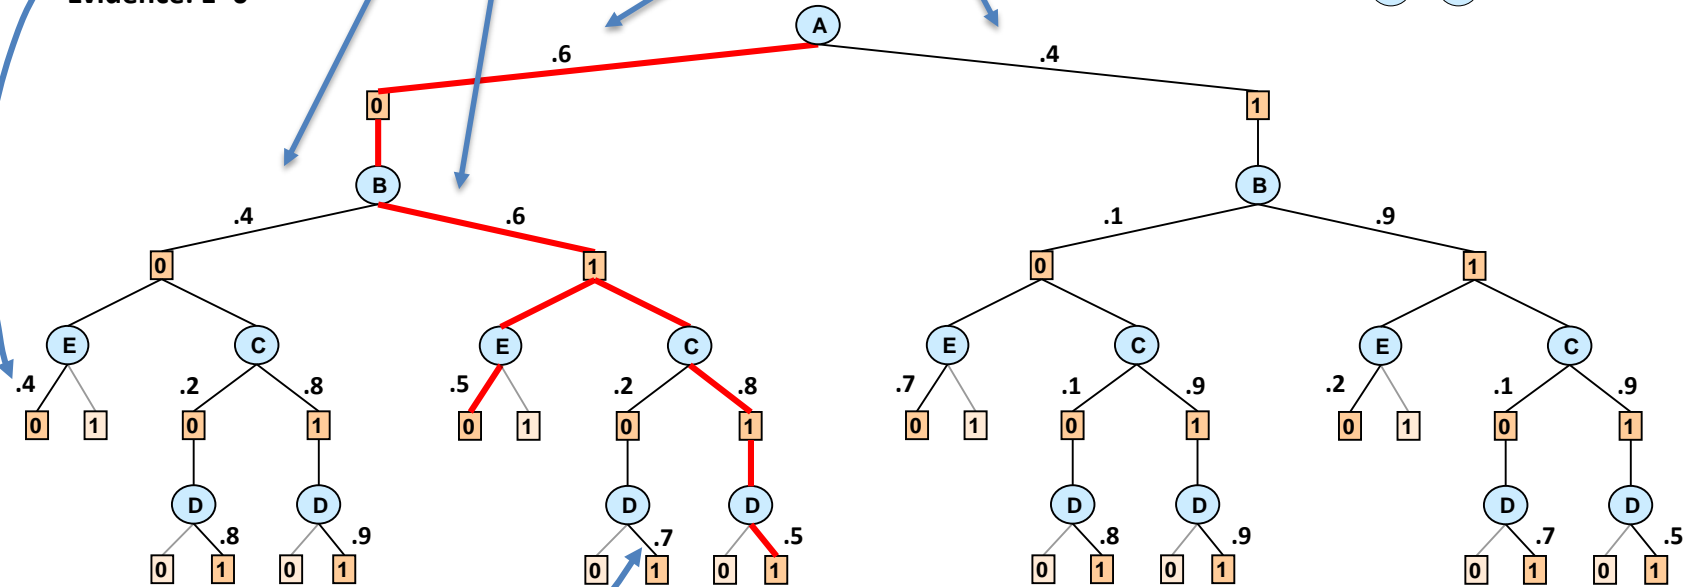 Evidence: E=0
A
.6 .4
0 1
B B
.4 .6 .1 .9
0 1 0 1
E C E C E C E C
.4 .2 .8 .5 .2 .8 .7 .1 .9 .2 .1 .9
0 1 0 1 0 1 0 1 0 1 0 1 0 1 0 1
D D D D D D D D
.8 .9 .7 .5 .8 .9 .7 .5
0 1 0 1 0 1 0 1 0 1 0 1 0 1 0 1